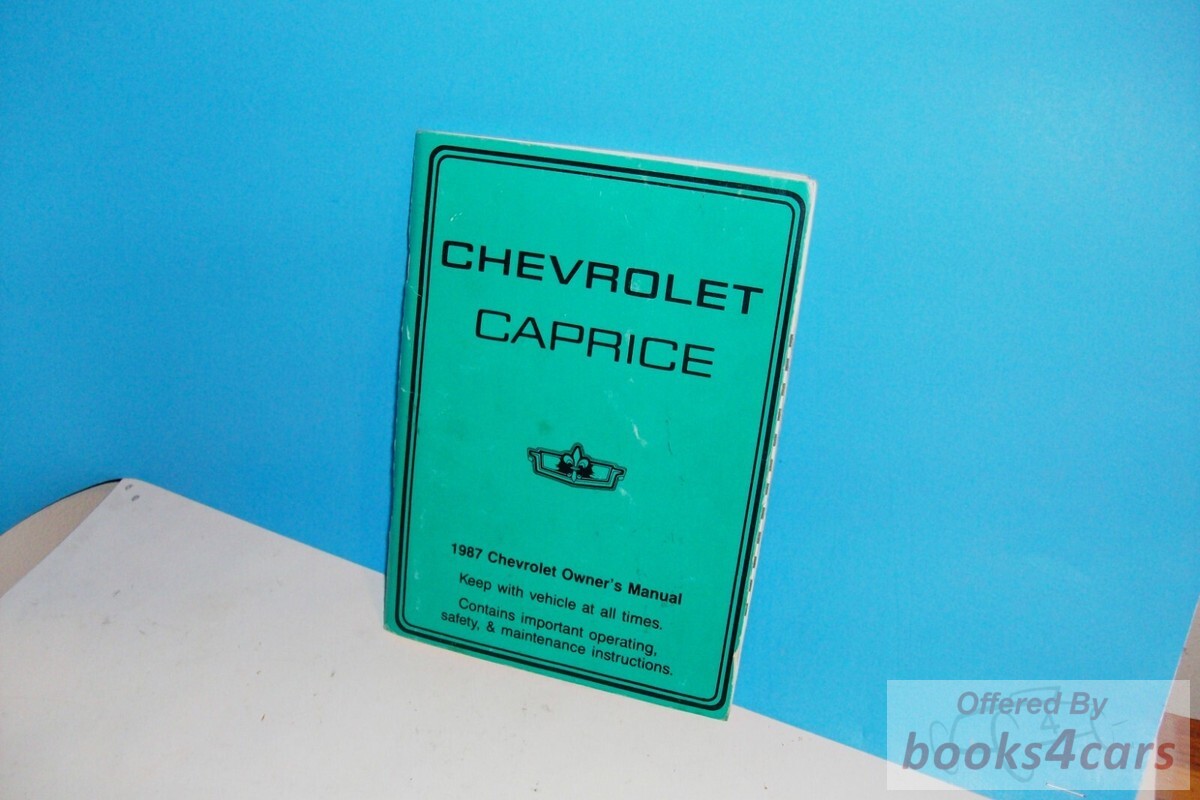 CHEVROLET
CAPRICE
1987 Chevrolet Owner's Manual
Keep with vehicle at all times.
Contains important operating,
safety, & maintenance instructions.
Offered By
books4cars